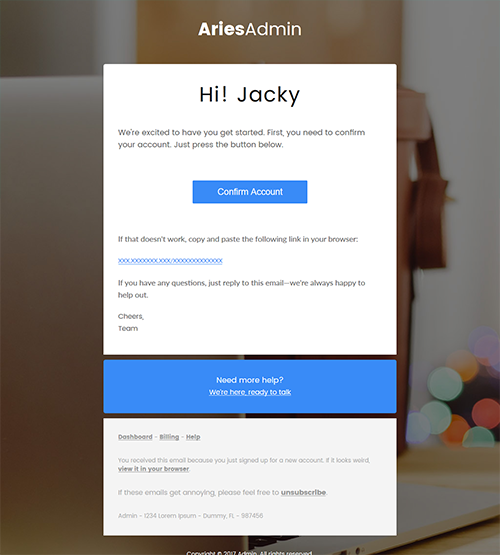 AriesAdmin
Hi! Jacky
We're excited to have you get started. First, you need to confirm
your account. Just press the button below.
Confirm Account
If that doesn't work, copy and paste the following link in your browser:
XXX.XXXXXXX.XXX/XXXXXXXXXXXXX
If you have any questions, just reply to this email—we're always happy to
help out.
Cheers,
Team
Need more help?
We're here, ready to talk
Dashboard - Billing - Help
You received this email because you just signed up for a new account. If it looks weird,
view it in your browser.
If these emails get annoying, please feel free to unsubscribe.
Admin - 1234 Lorem Ipsum - Dummy, FL - 987456
Copyright © 2017 Admin. All rights reserved